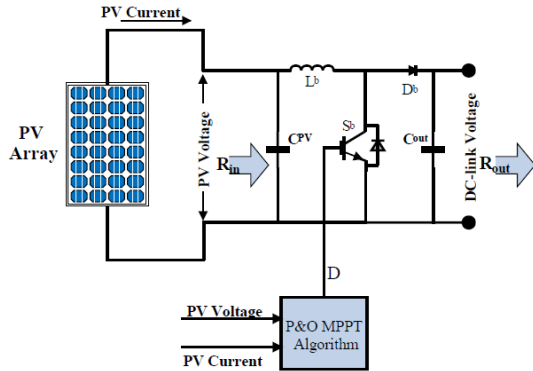 PV Current
PV
Array
PV Voltage
Rin
CPV
Lb
Sb
Db
Cout
DC-link Voltage
Rout
D
PV Voltage
PV Current
P&O MPPT
Algorithm